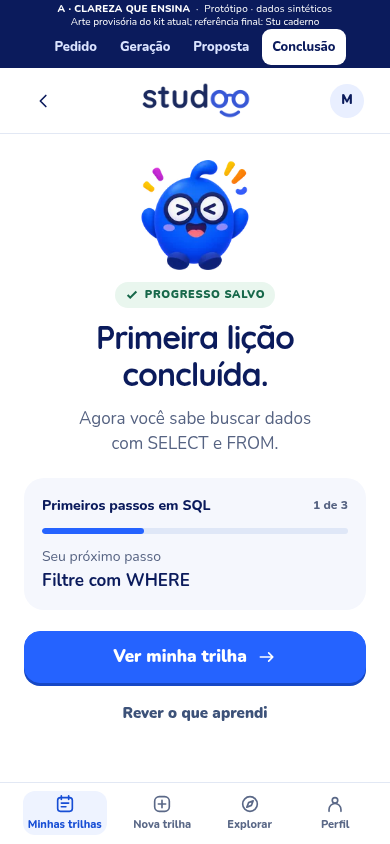 A · CLAREZA QUE ENSINA · Protótipo · dados sintéticos
Arte provisória do kit atual; referência final: Stu caderno
Pedido Geração Proposta Conclusão
studoo
M
PROGRESSO SALVO
Primeira lição
concluída.
Agora você sabe buscar dados
com SELECT e FROM.
Primeiros passos em SQL 1 de 3
Seu próximo passo
Filtre com WHERE
Ver minha trilha →
Rever o que aprendi
Minhas trilhas Nova trilha Explorar Perfil